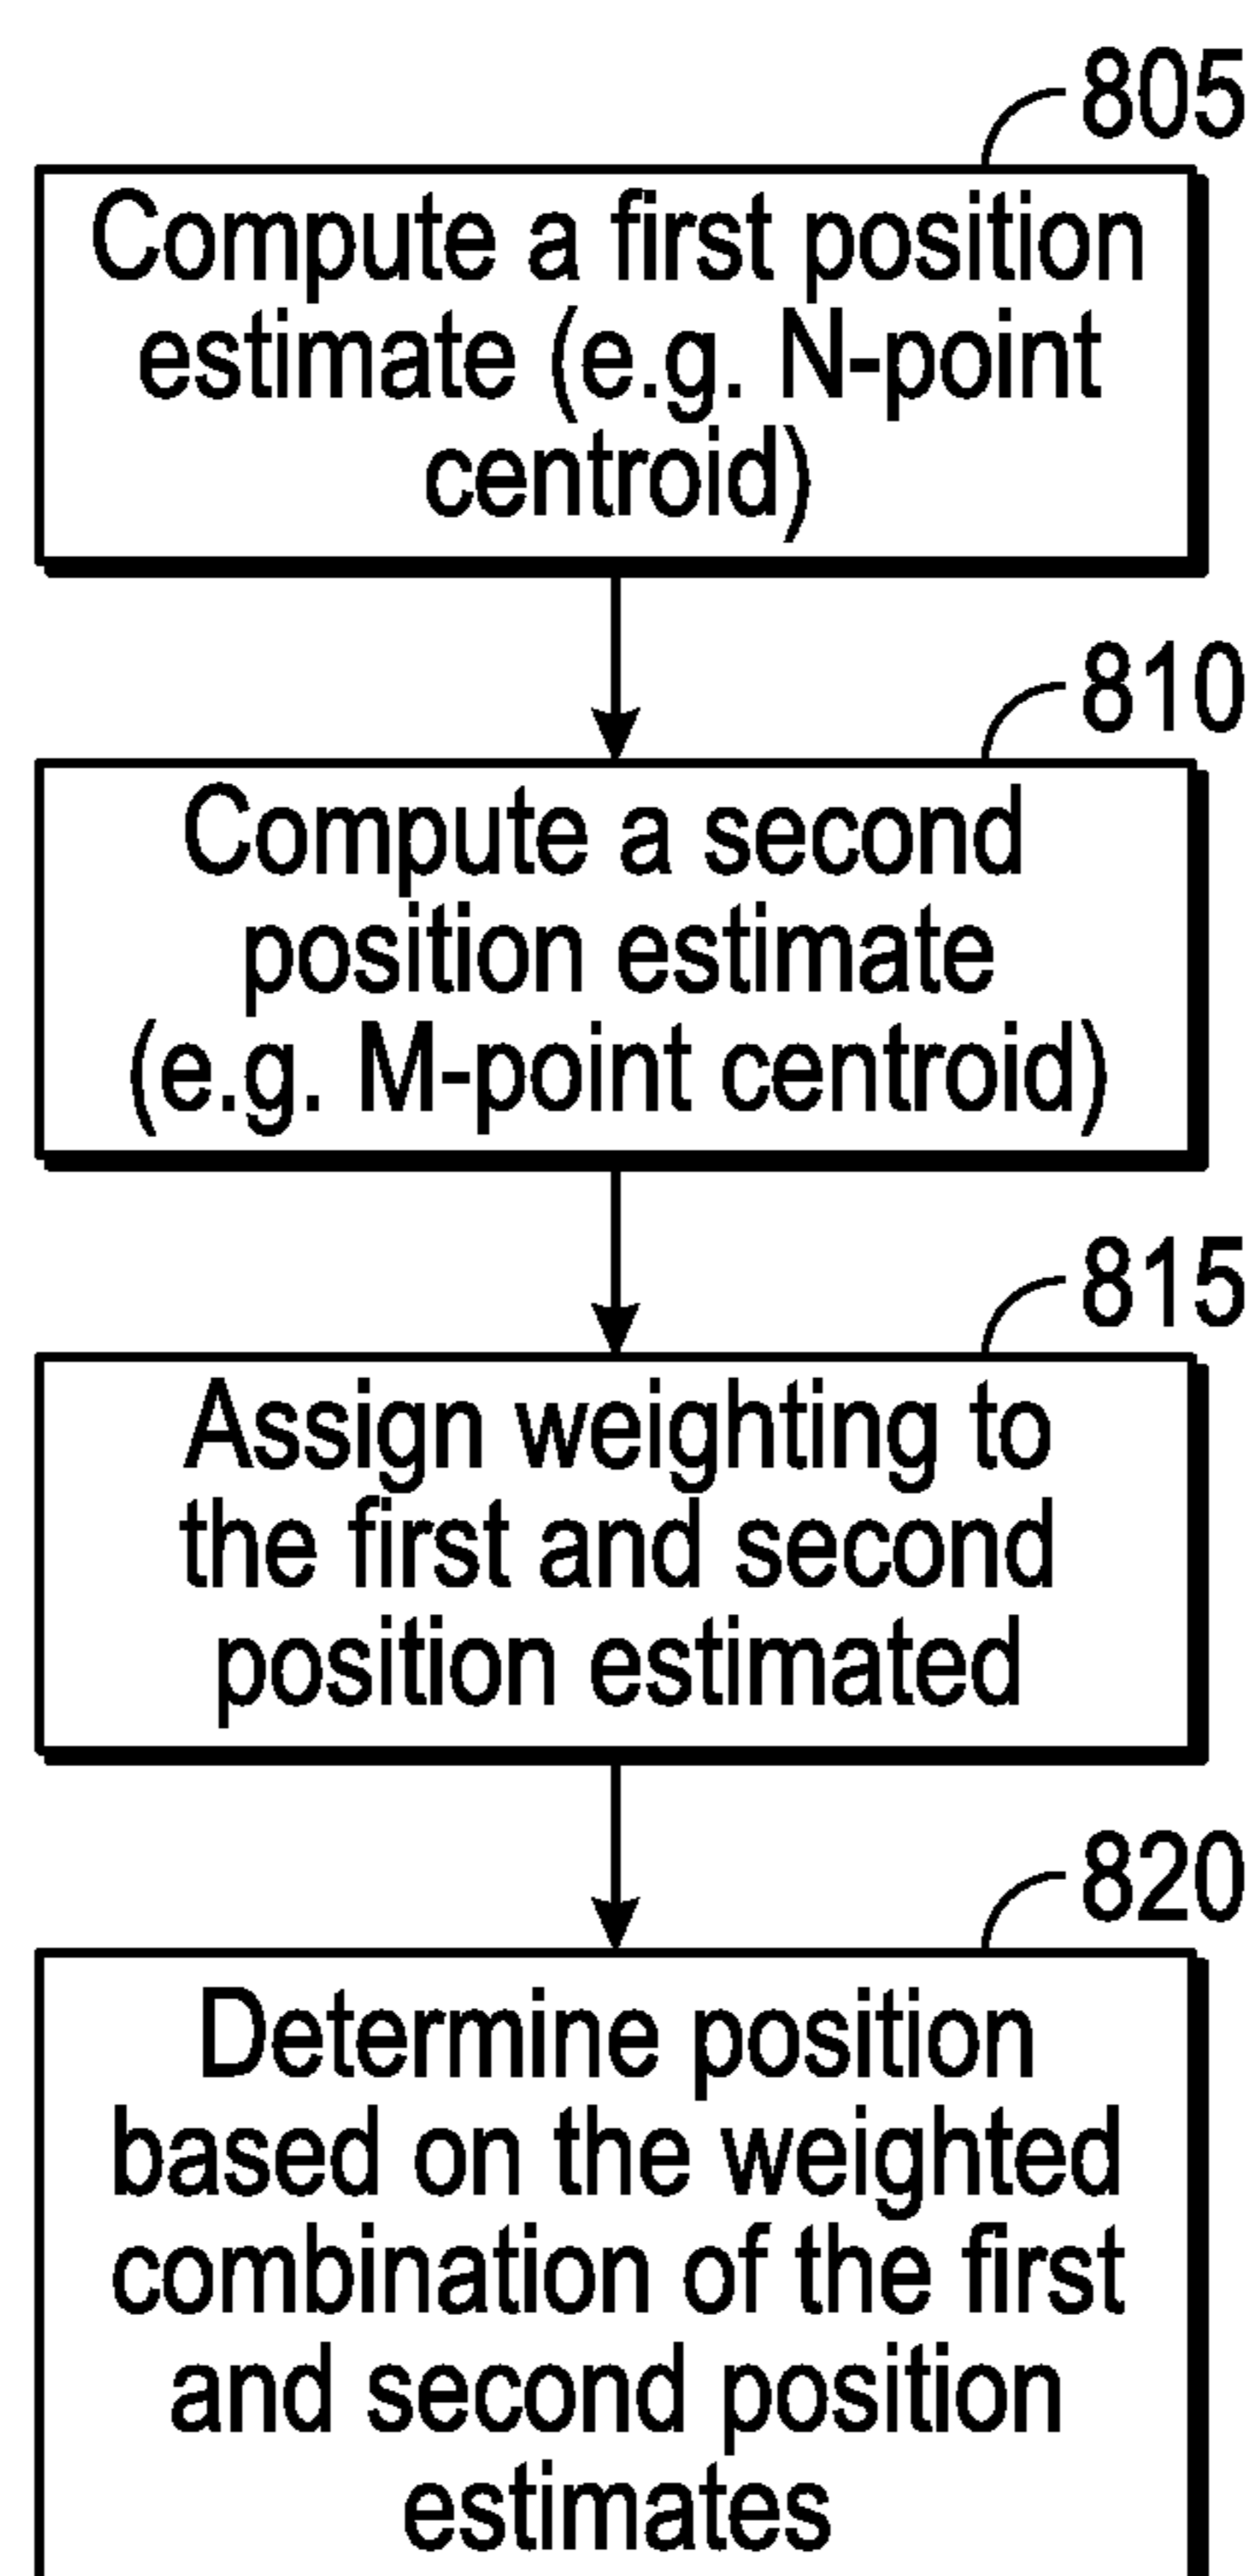 805
Compute a first position
estimate (e.g. N-point
centroid)
810
Compute a second
position estimate
(e.g. M-point centroid)
815
Assign weighting to
the first and second
position estimated
820
Determine position
based on the weighted
combination of the first
and second position
estimates